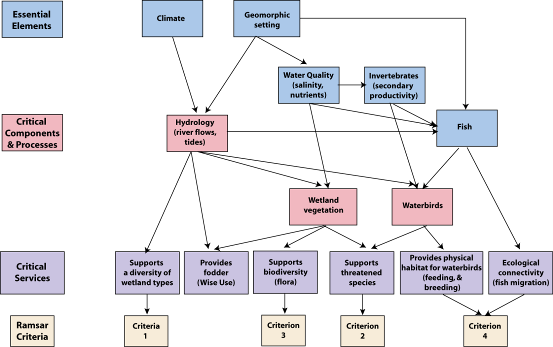 Essential
Elements
Climate
Geomorphic
setting
Water Quality
(salinity,
nutrients)
Invertebrates
(secondary
productivity)
Critical
Components
& Processes
Hydrology
(river flows,
tides)
Fish
Wetland
vegetation
Waterbirds
Critical
Services
Supports
a diversity of
wetland types
Provides
fodder
(Wise Use)
Supports
biodiversity
(flora)
Supports
threatened
species
Provides physical
habitat for waterbirds
(feeding, &
breeding)
Ecological
connectivity
(fish migration)
Ramsar
Criteria
Criteria
1
Criterion
3
Criterion
2
Criterion
4